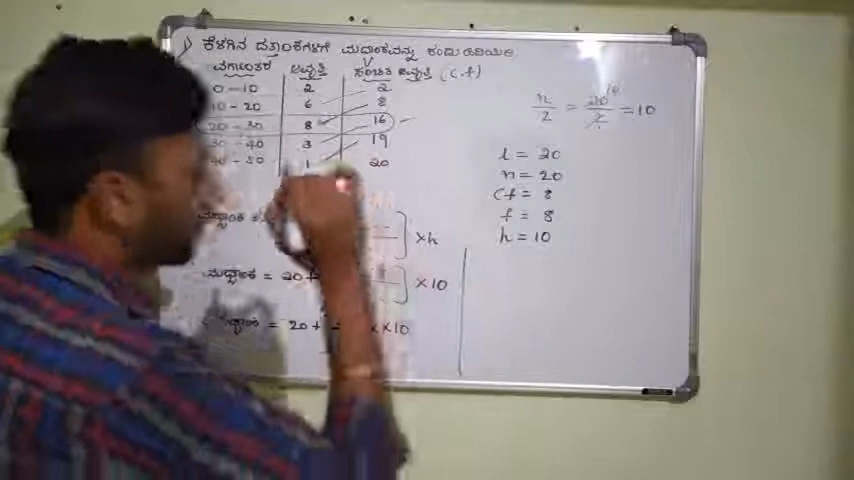 1) ಕೆಳಗಿನ ದತ್ತಾಂಕಗಳಿಗೆ ಮಧ್ಯಾಂಕವನ್ನು ಕಂಡುಹಿಡಿಯಿರಿ
ವರ್ಗಾಂತರ ಆವೃತ್ತಿ ಸಂಚಿತ ಆವೃತ್ತಿ (c.f)
0-10 2 2
10-20 6 8
20-30 8 16
30-40 3 19
40-50 1 20
n/2 = 20/2 = 10
l = 20
n = 20
Cf = 8
f = 8
h = 10
ಮಧ್ಯಾಂಕ ×h
ಮಧ್ಯಾಂಕ = 20+ ×10
= 20+ ×10